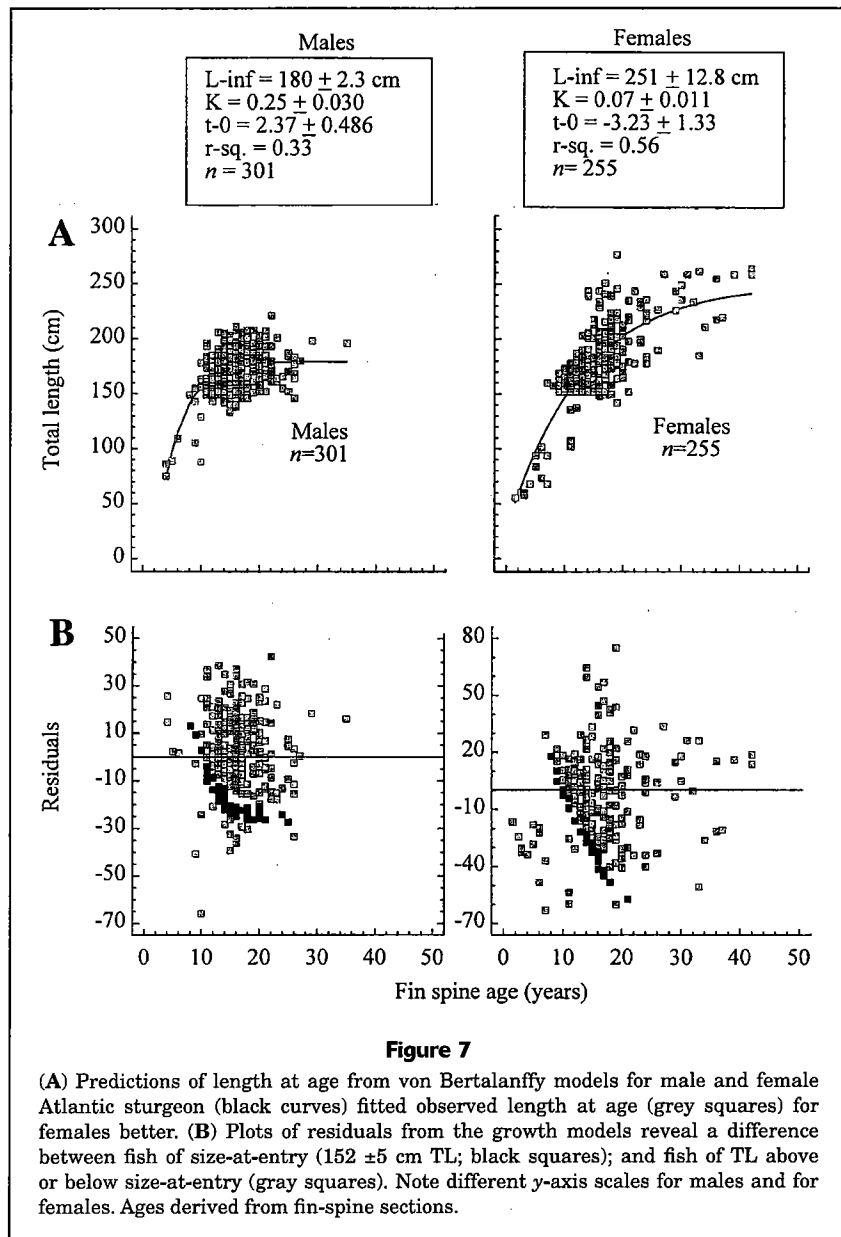 Males
L-inf = 180 ± 2.3 cm
K = 0.25 ± 0.030
t-0 = 2.37 ± 0.486
r-sq. = 0.33
n = 301
Females
L-inf = 251 ± 12.8 cm
K = 0.07 ± 0.011
t-0 = -3.23 ± 1.33
r-sq. = 0.56
n= 255
A
Total length (cm)
300
250
200
150
100
50
0
Males
n=301
Females
n=255
B
Residuals
50
30
10
-10
-30
-50
-70
80
50
20
-10
-40
-70
0 10 20 30 40 50
0 10 20 30 40 50
Fin spine age (years)
Figure 7
(A) Predictions of length at age from von Bertalanffy models for male and female
Atlantic sturgeon (black curves) fitted observed length at age (grey squares) for
females better. (B) Plots of residuals from the growth models reveal a difference
between fish of size-at-entry (152 ±5 cm TL; black squares); and fish of TL above
or below size-at-entry (gray squares). Note different y-axis scales for males and for
females. Ages derived from fin-spine sections.